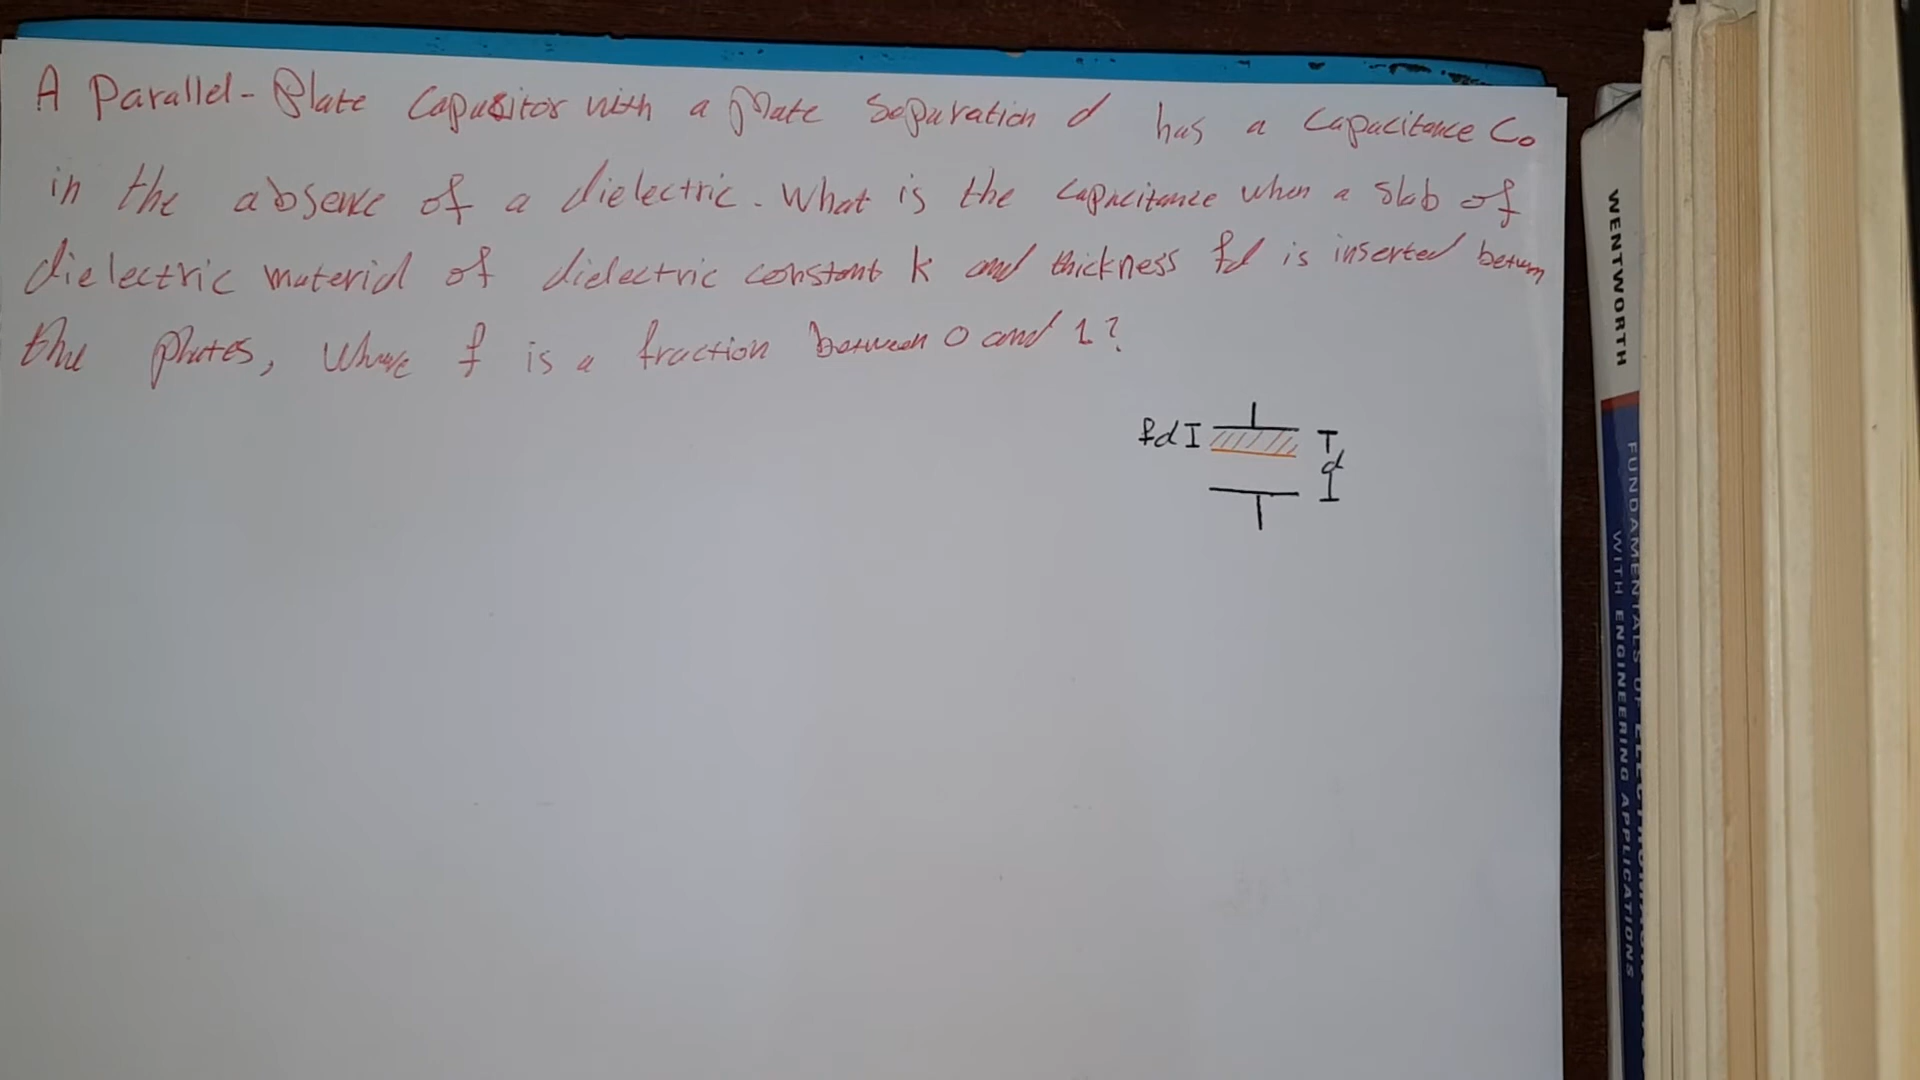 A Parallel-Plate Capacitor with a plate Separation d has a Capacitance C₀
in the absence of a dielectric. What is the capacitance when a slab of
dielectric material of dielectric constant k and thickness fd is inserted between
the plates, where f is a fraction between 0 and 1?
fd
d
WENTWORTH
FUNDAMENTALS OF
WITH ENGINEERING APPLICATIONS